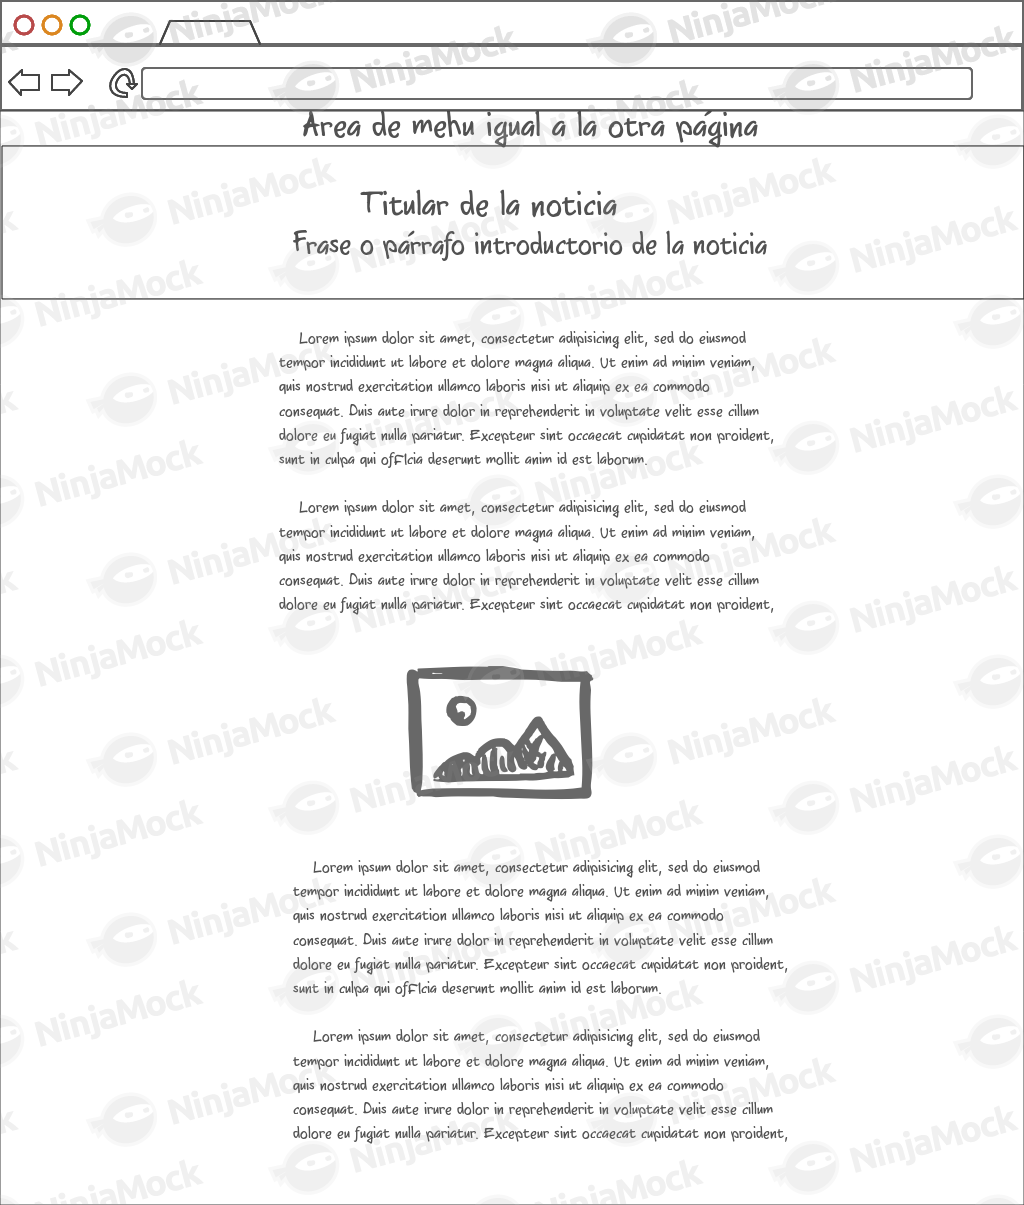 Area de mehu igual a la otra página
Titular de la noticia
Frase o párrafo introductorio de la noticia
Lorem ipsum dolor sit amet, consectetur adipisicing elit, sed do eiusmod
tempor incididunt ut labore et dolore magna aliqua. Ut enim ad minim veniam,
quis nostrud exercitation ullamco laboris nisi ut aliquip ex ea commodo
consequat. Duis aute irure dolor in reprehenderit in voluptate velit esse cillum
dolore eu fugiat nulla pariatur. Excepteur sint occaecat cupidatat non proident,
sunt in culpa qui officia deserunt mollit anim id est laborum.
Lorem ipsum dolor sit amet, consectetur adipisicing elit, sed do eiusmod
tempor incididunt ut labore et dolore magna aliqua. Ut enim ad minim veniam,
quis nostrud exercitation ullamco laboris nisi ut aliquip ex ea commodo
consequat. Duis aute irure dolor in reprehenderit in voluptate velit esse cillum
dolore eu fugiat nulla pariatur. Excepteur sint occaecat cupidatat non proident,
Lorem ipsum dolor sit amet, consectetur adipisicing elit, sed do eiusmod
tempor incididunt ut labore et dolore magna aliqua. Ut enim ad minim veniam,
quis nostrud exercitation ullamco laboris nisi ut aliquip ex ea commodo
consequat. Duis aute irure dolor in reprehenderit in voluptate velit esse cillum
dolore eu fugiat nulla pariatur. Excepteur sint occaecat cupidatat non proident,
sunt in culpa qui officia deserunt mollit anim id est laborum.
Lorem ipsum dolor sit amet, consectetur adipisicing elit, sed do eiusmod
tempor incididunt ut labore et dolore magna aliqua. Ut enim ad minim veniam,
quis nostrud exercitation ullamco laboris nisi ut aliquip ex ea commodo
consequat. Duis aute irure dolor in reprehenderit in voluptate velit esse cillum
dolore eu fugiat nulla pariatur. Excepteur sint occaecat cupidatat non proident,
NinjaMock